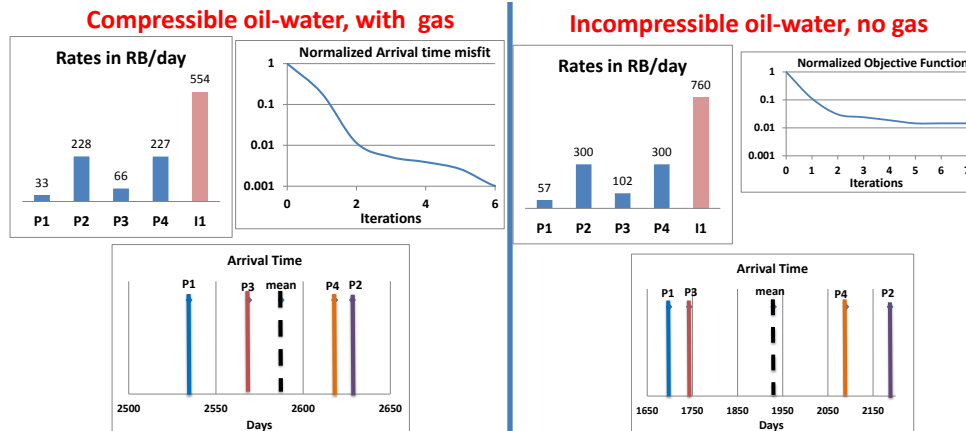 Compressible oil-water, with gas
Rates in RB/day
554
228
227
66
33
P1 P2 P3 P4 I1
Normalized Arrival time misfit
1
0.1
0.01
0.001
0 2 4 6
Iterations
Arrival Time
P1 P3 mean P4 P2
2500 2550 2600 2650
Days
Incompressible oil-water, no gas
Rates in RB/day
760
300 300
102
57
P1 P2 P3 P4 I1
Normalized Objective Function
1
0.1
0.01
0.001
0 1 2 3 4 5 6 7
Iterations
Arrival Time
P1 P3 mean P4 P2
1650 1750 1850 1950 2050 2150
Days